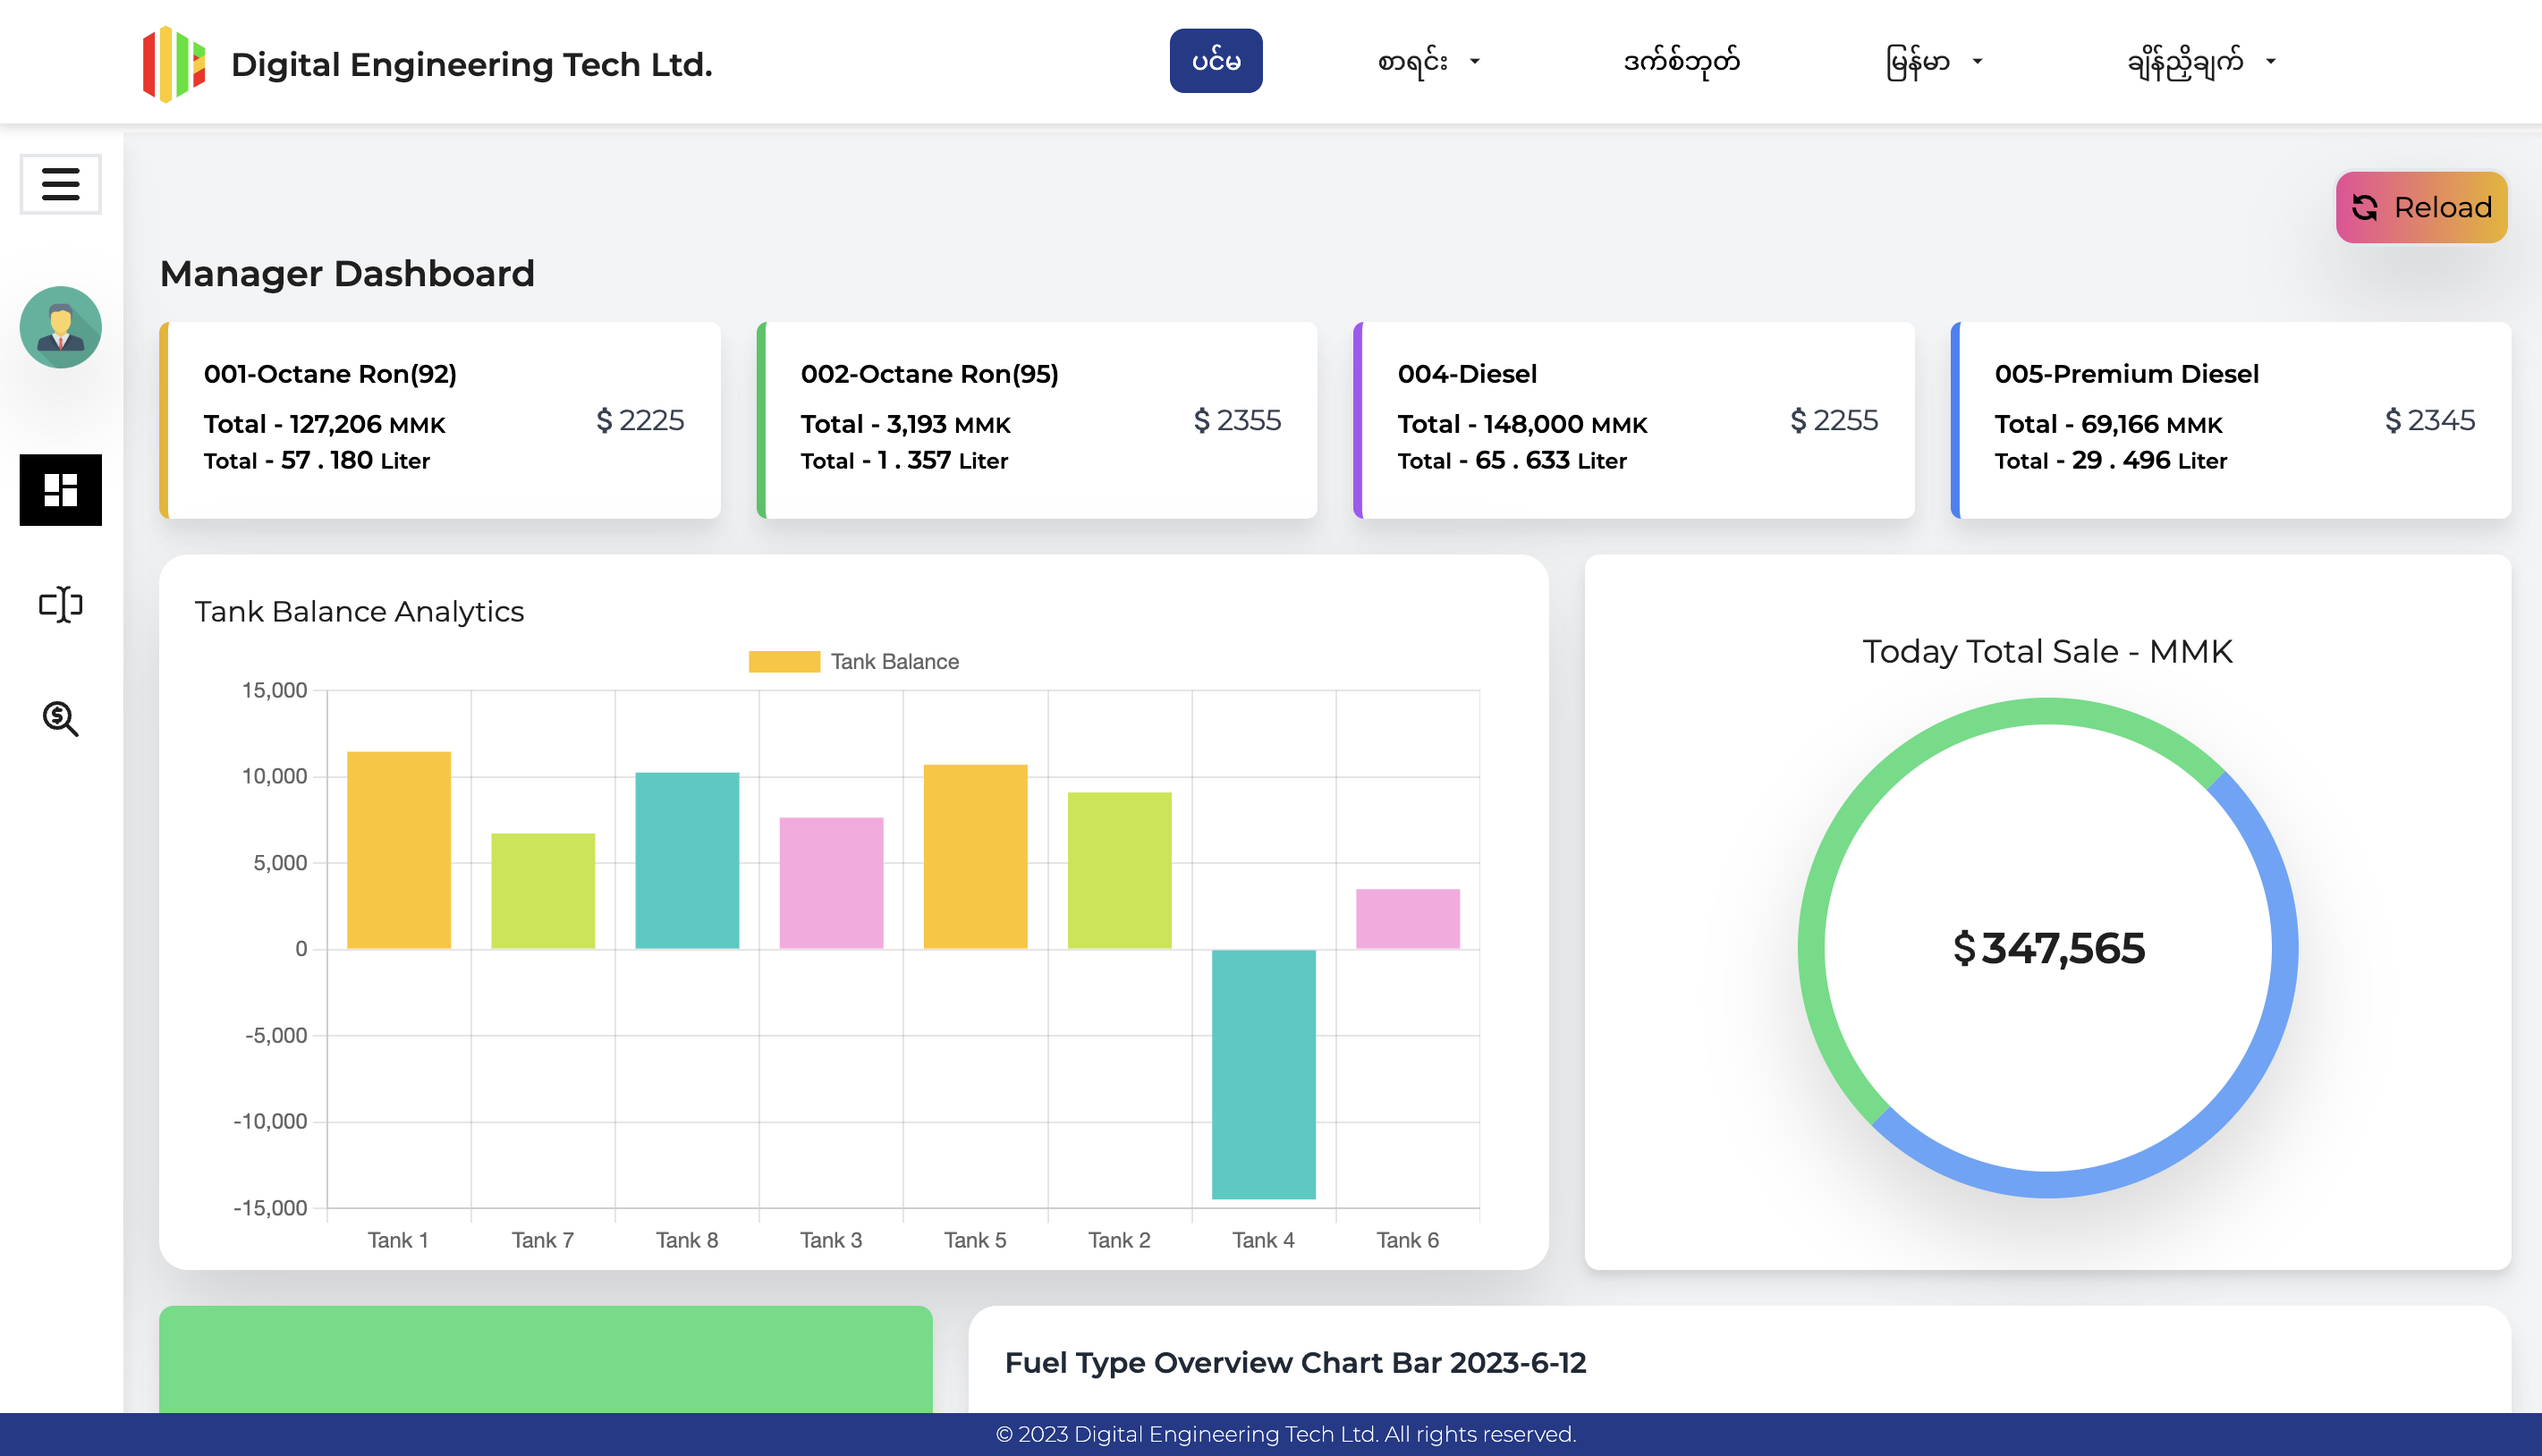 Digital Engineering Tech Ltd.
ပင်မ
စာရင်း
ဒက်စ်ဘုတ်
မြန်မာ
ချိန်ညှိချက်
Reload
Manager Dashboard
001-Octane Ron(92)
Total - 127,206 MMK
Total - 57 . 180 Liter
$ 2225
002-Octane Ron(95)
Total - 3,193 MMK
Total - 1 . 357 Liter
$ 2355
004-Diesel
Total - 148,000 MMK
Total - 65 . 633 Liter
$ 2255
005-Premium Diesel
Total - 69,166 MMK
Total - 29 . 496 Liter
$ 2345
Tank Balance Analytics
Tank Balance
15,000
10,000
5,000
0
-5,000
-10,000
-15,000
Tank 1
Tank 7
Tank 8
Tank 3
Tank 5
Tank 2
Tank 4
Tank 6
Today Total Sale - MMK
$ 347,565
Fuel Type Overview Chart Bar 2023-6-12
© 2023 Digital Engineering Tech Ltd. All rights reserved.